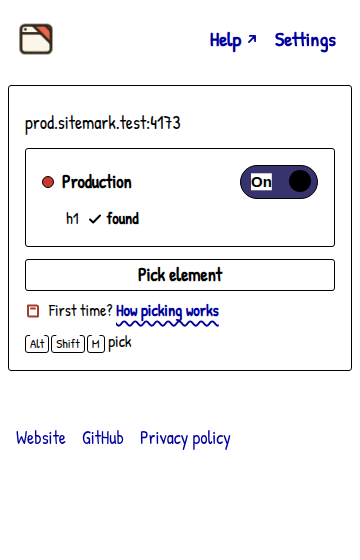 Help ↗ Settings
prod.sitemark.test:4173
Production On
h1 ✓ found
Pick element
First time? How picking works
Alt Shift M pick
Website GitHub Privacy policy